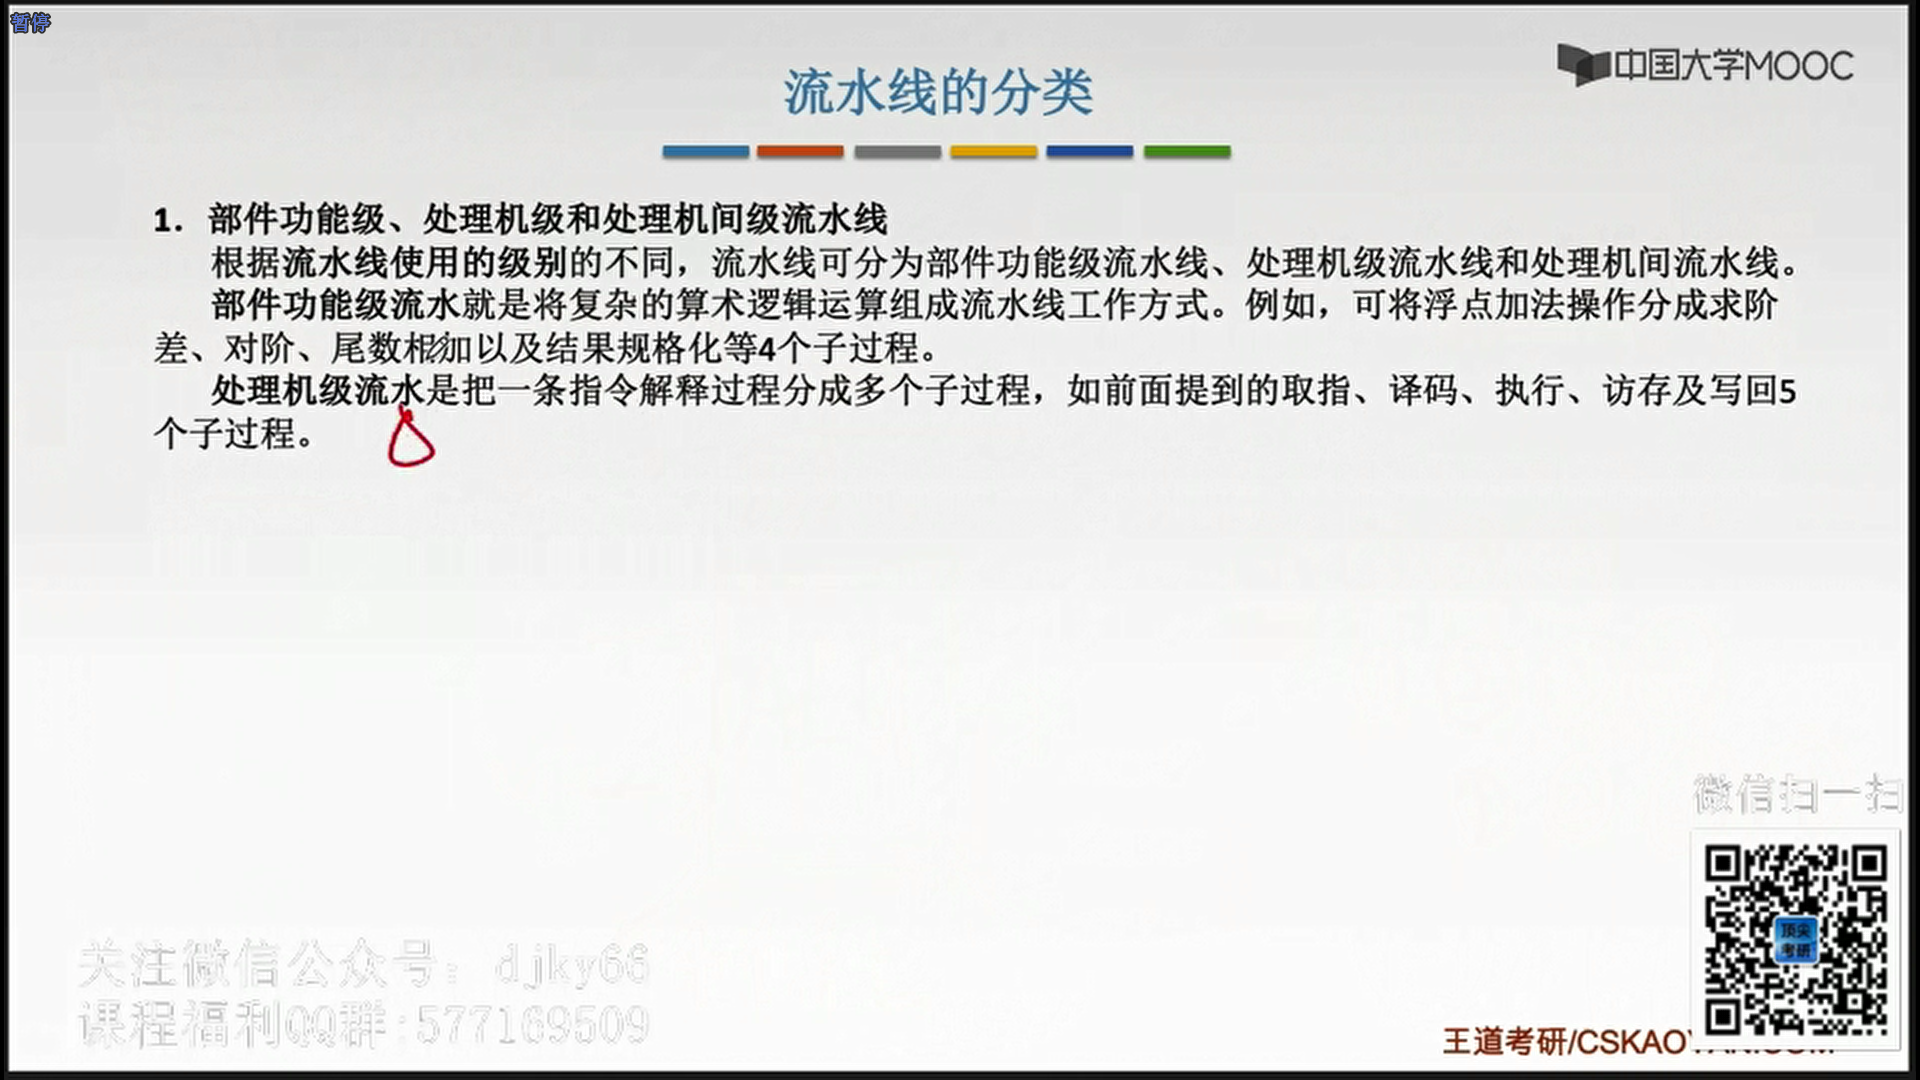 暂停
中国大学MOOC
流水线的分类
1. 部件功能级、处理机级和处理机间级流水线
根据流水线使用的级别的不同，流水线可分为部件功能级流水线、处理机级流水线和处理机间流水线。
部件功能级流水就是将复杂的算术逻辑运算组成流水线工作方式。例如，可将浮点加法操作分成求阶
差、对阶、尾数相加以及结果规格化等4个子过程。
处理机级流水是把一条指令解释过程分成多个子过程，如前面提到的取指、译码、执行、访存及写回5
个子过程。
微信扫一扫
顶尖
考研
关注微信公众号：djky66
课程福利QQ群:577169509
王道考研/CSKAO